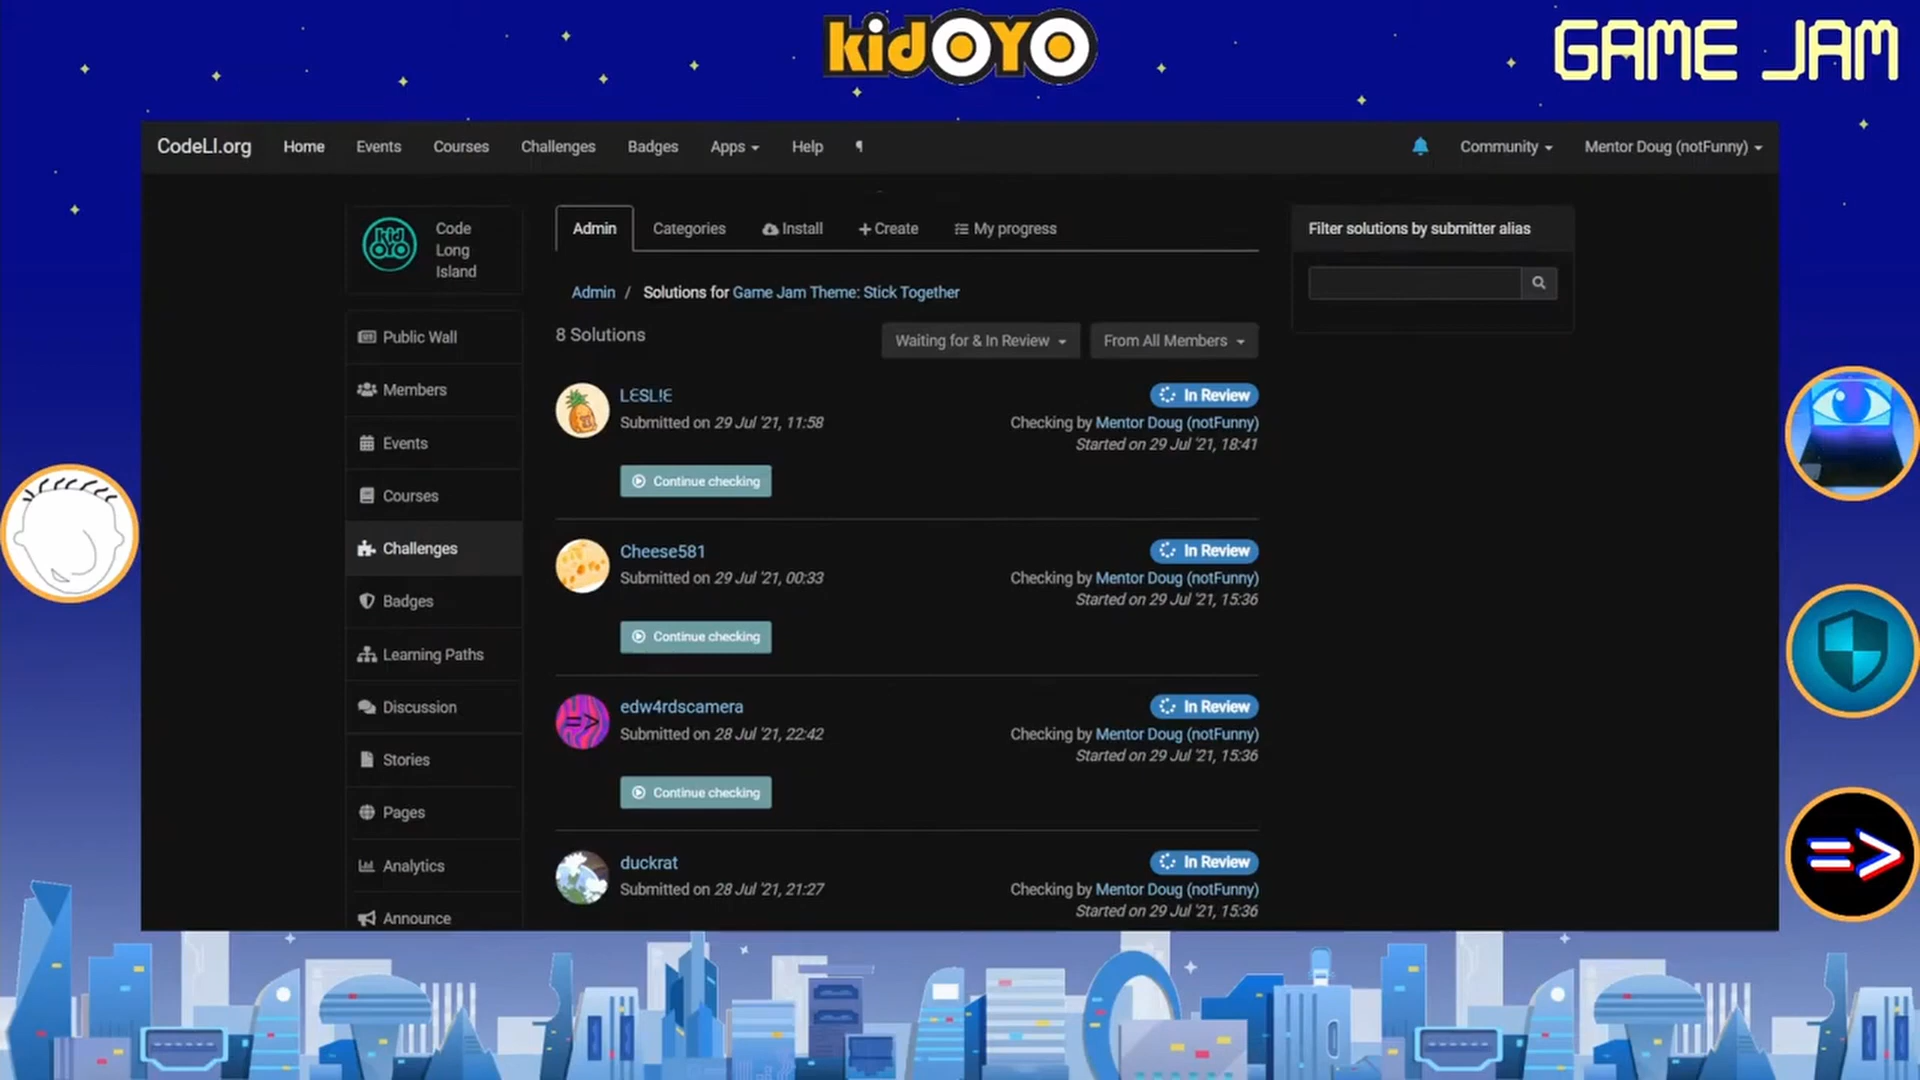 kidOYO
GAME JAM
CodeLI.org Home Events Courses Challenges Badges Apps Help ¶ Community Mentor Doug (notFunny)
kid
OYO
Code
Long
Island
Public Wall
Members
Events
Courses
Challenges
Badges
Learning Paths
Discussion
Stories
Pages
Analytics
Announce
Admin Categories Install + Create My progress
Admin / Solutions for Game Jam Theme: Stick Together
8 Solutions Waiting for & In Review From All Members
LЄSL!Є In Review
Submitted on 29 Jul '21, 11:58 Checking by Mentor Doug (notFunny)
Started on 29 Jul '21, 18:41
Continue checking
Cheese581 In Review
Submitted on 29 Jul '21, 00:33 Checking by Mentor Doug (notFunny)
Started on 29 Jul '21, 15:36
Continue checking
=>
edw4rdscamera In Review
Submitted on 28 Jul '21, 22:42 Checking by Mentor Doug (notFunny)
Started on 29 Jul '21, 15:36
Continue checking
duckrat In Review
Submitted on 28 Jul '21, 21:27 Checking by Mentor Doug (notFunny)
Started on 29 Jul '21, 15:36
Filter solutions by submitter alias
=>